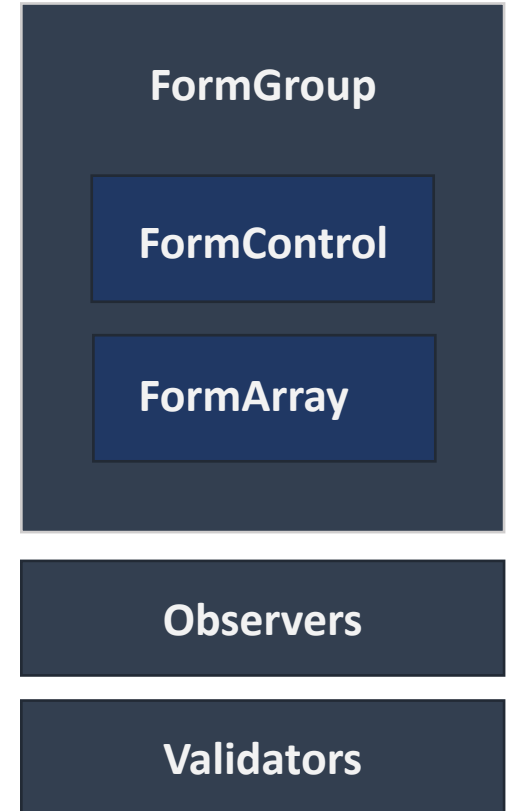 FormGroup
FormControl
FormArray
Observers
Validators